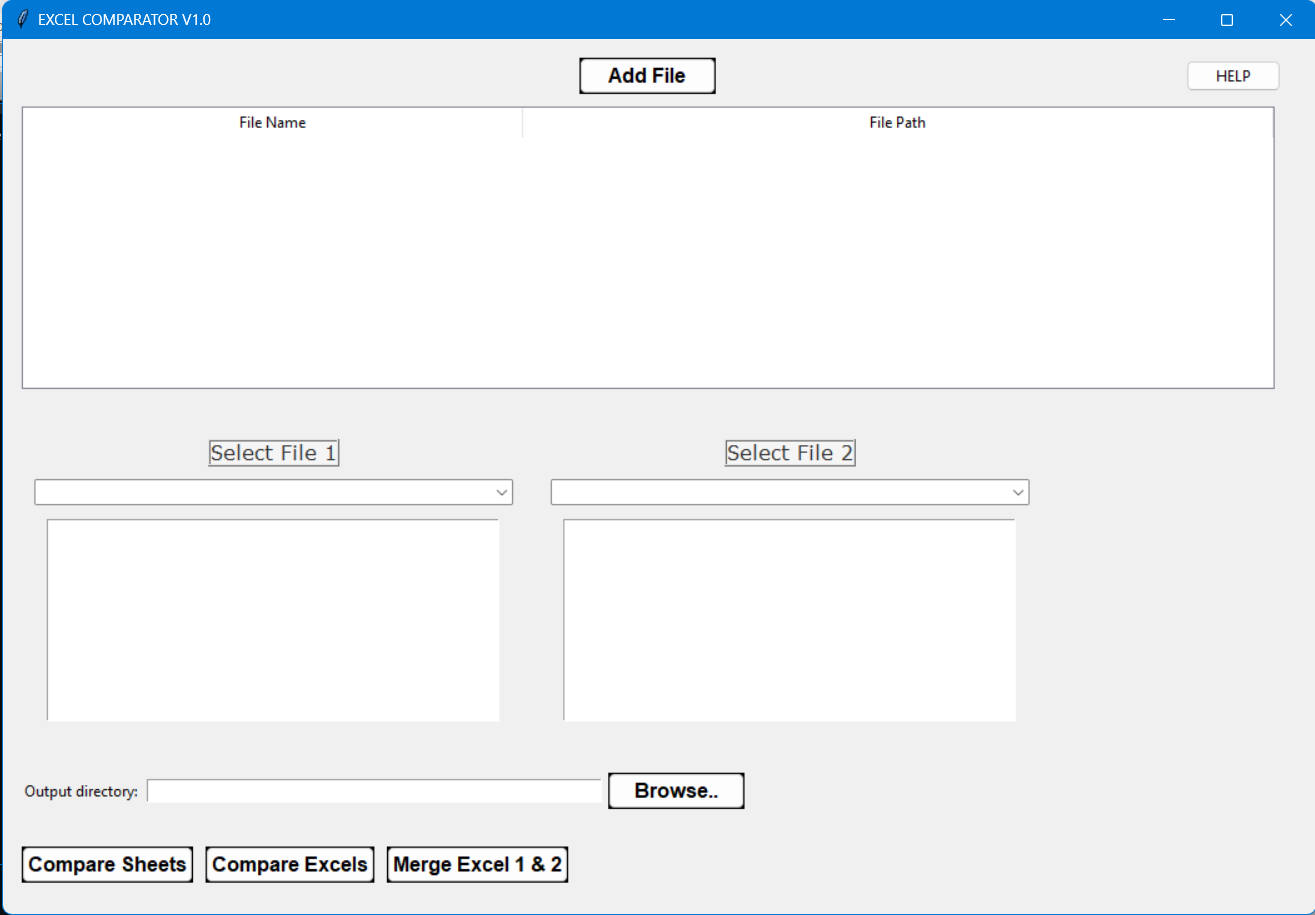 EXCEL COMPARATOR V1.0
Add File
HELP
File Name File Path
Select File 1 Select File 2
Output directory: Browse..
Compare Sheets Compare Excels Merge Excel 1 & 2